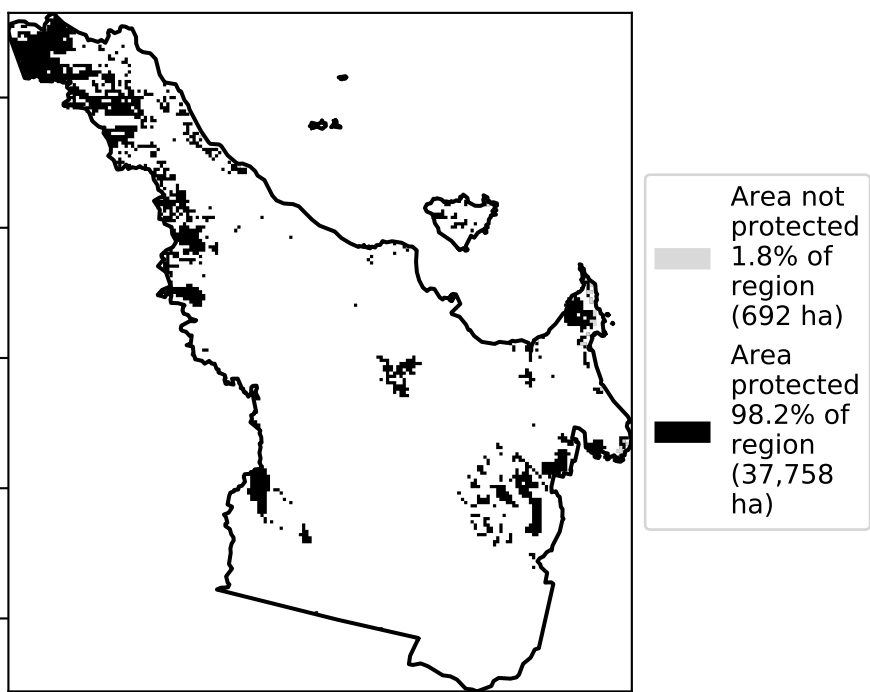 Area not
protected
1.8% of
region
(692 ha)
Area
protected
98.2% of
region
(37,758
ha)